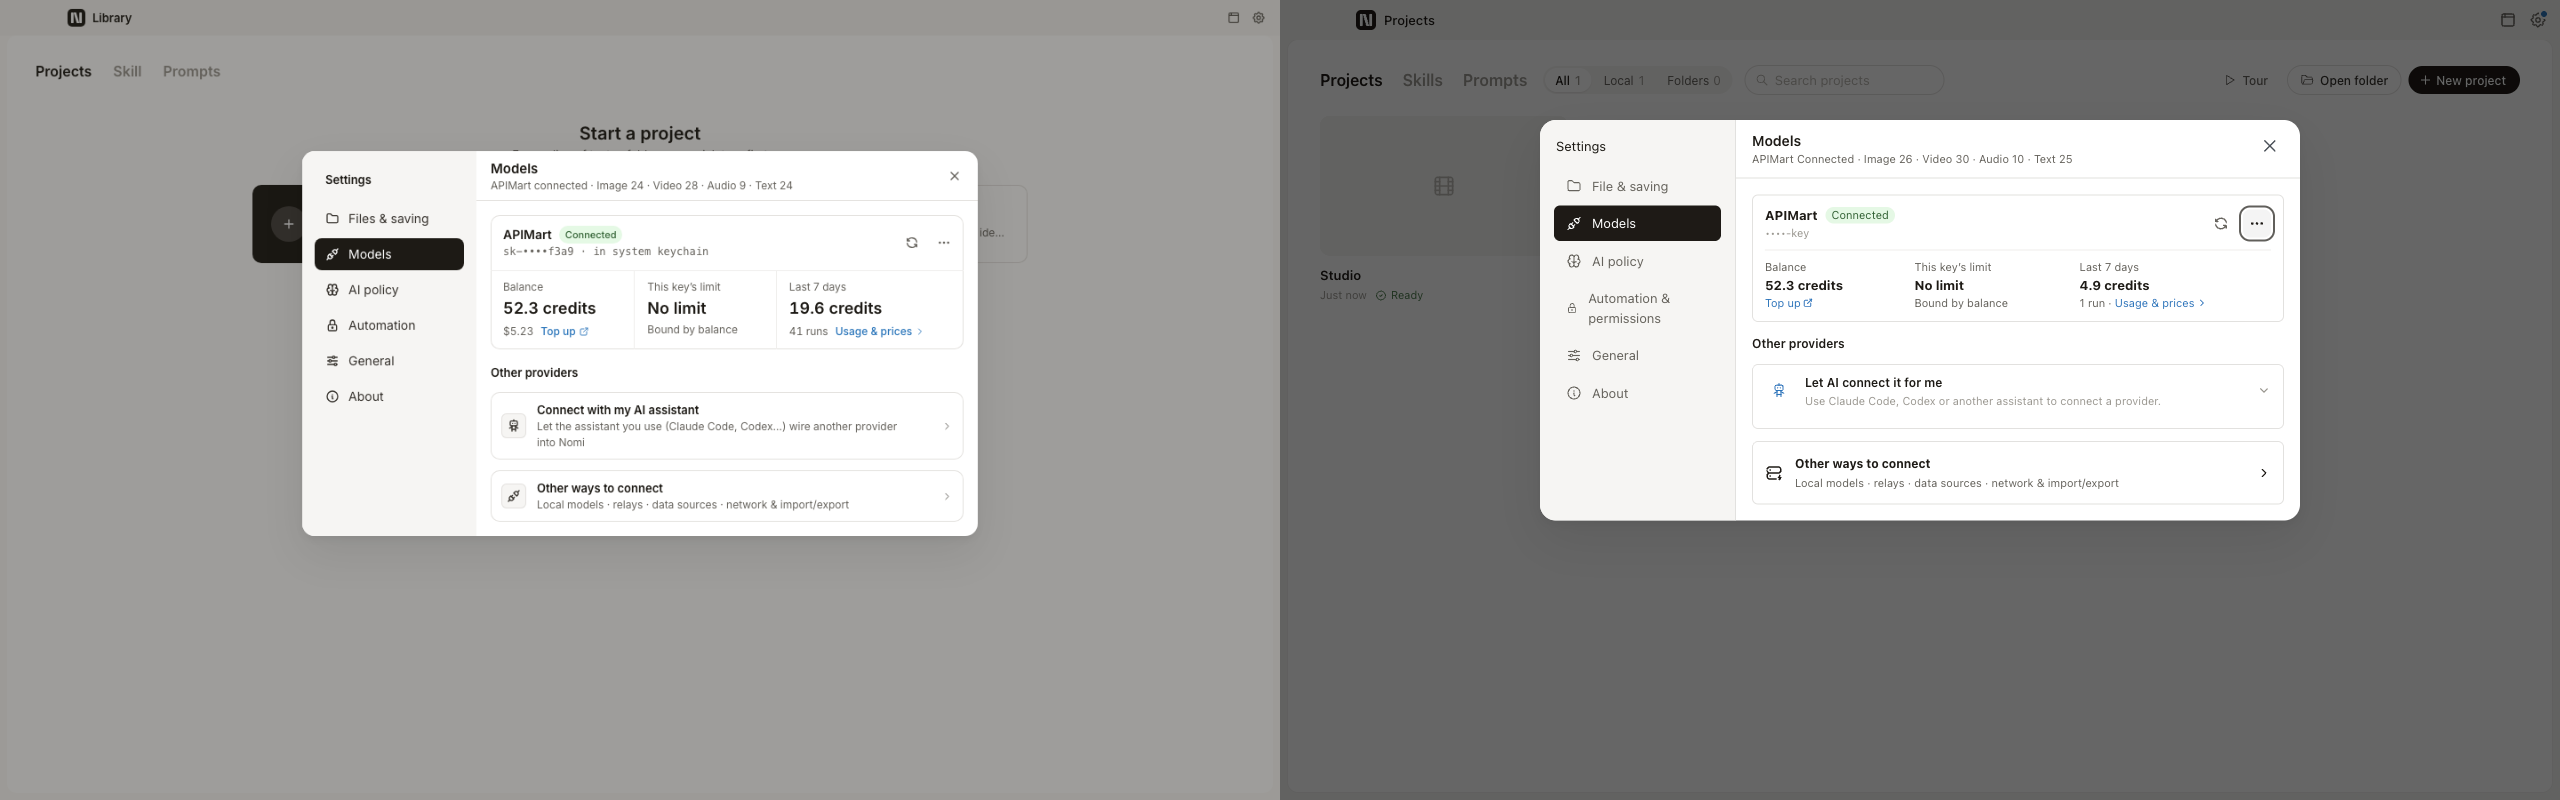 Library
Projects
Skill
Prompts
Start a project
ide...
Settings
Files & saving
Models
AI policy
Automation
General
About
Models
APIMart connected · Image 24 · Video 28 · Audio 9 · Text 24
APIMart
Connected
sk-••••f3a9 · in system keychain
Balance
52.3 credits
$5.23 Top up
This key's limit
No limit
Bound by balance
Last 7 days
19.6 credits
41 runs Usage & prices
Other providers
Connect with my AI assistant
Let the assistant you use (Claude Code, Codex...) wire another provider
into Nomi
Other ways to connect
Local models · relays · data sources · network & import/export
Projects
Projects
Skills
Prompts
All 1
Local 1
Folders 0
Search projects
Tour
Open folder
+ New project
Studio
Just now
Ready
Settings
File & saving
Models
AI policy
Automation &
permissions
General
About
Models
APIMart Connected · Image 26 · Video 30 · Audio 10 · Text 25
APIMart
Connected
•••••key
Balance
52.3 credits
Top up
This key's limit
No limit
Bound by balance
Last 7 days
4.9 credits
1 run · Usage & prices
Other providers
Let AI connect it for me
Use Claude Code, Codex or another assistant to connect a provider.
Other ways to connect
Local models · relays · data sources · network & import/export